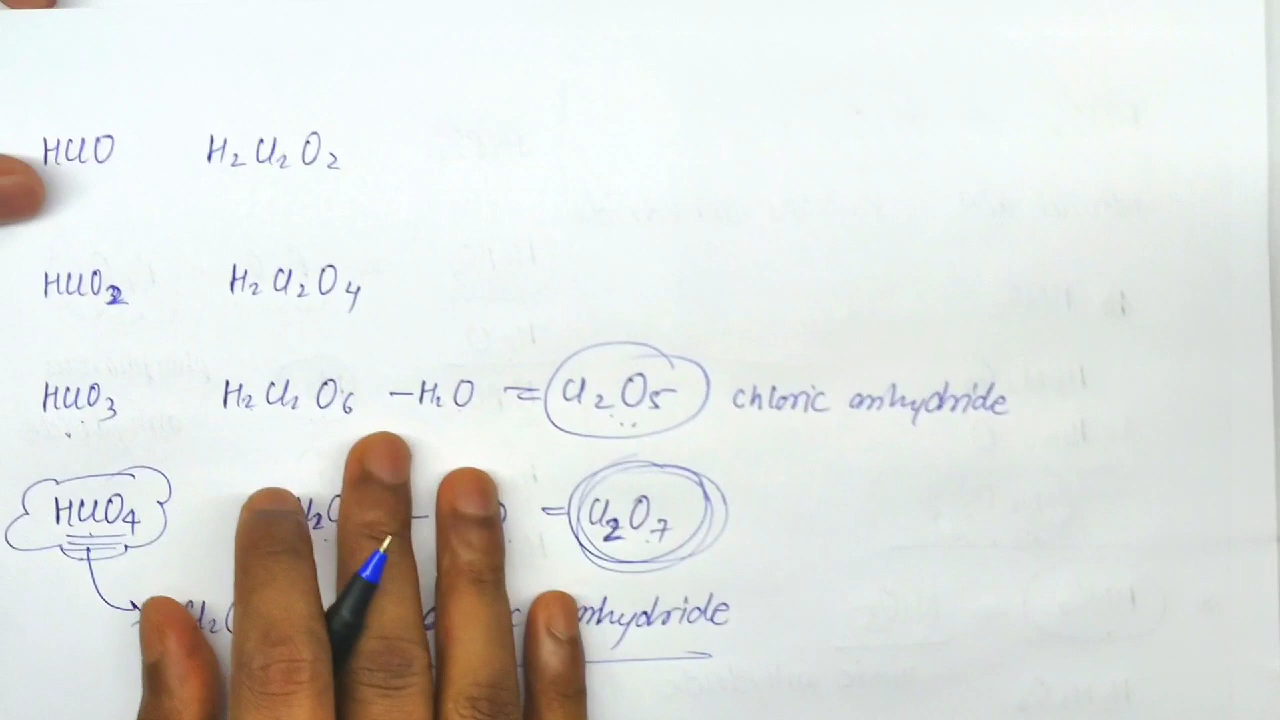 HClO H₂Cl₂O₂
HClO₂ H₂Cl₂O₄
HClO₃ H₂Cl₂O₆ -H₂O = Cl₂O₅ chloric anhydride
HClO₄ = Cl₂O₇
anhydride